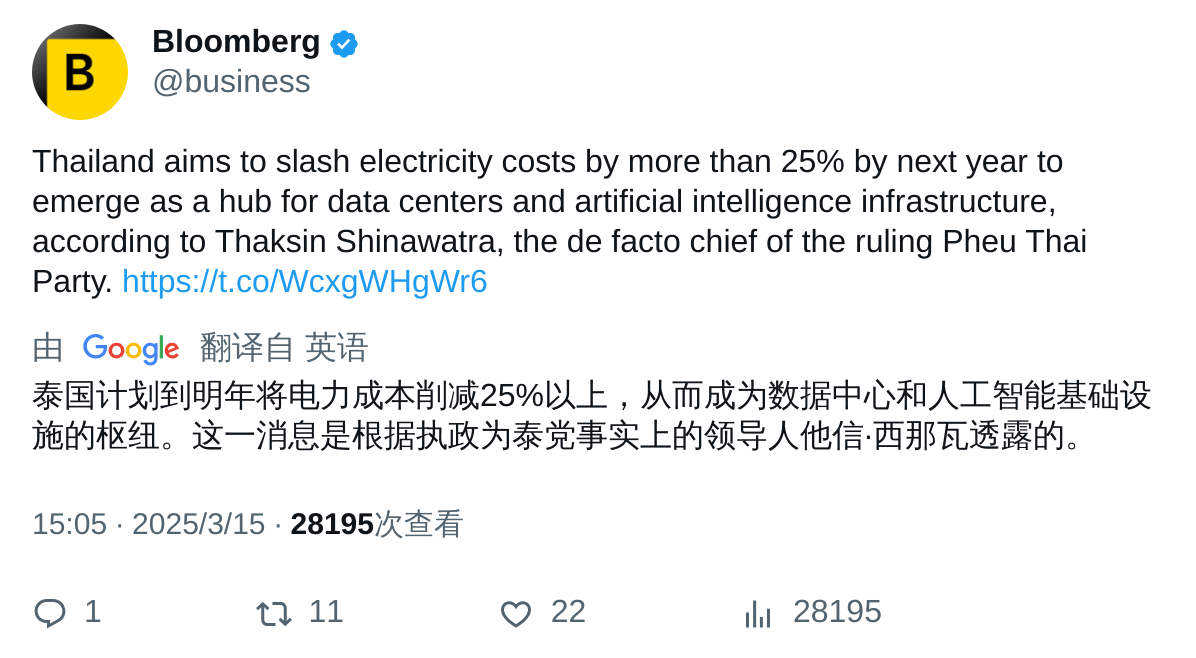 B
Bloomberg
@business
Thailand aims to slash electricity costs by more than 25% by next year to
emerge as a hub for data centers and artificial intelligence infrastructure,
according to Thaksin Shinawatra, the de facto chief of the ruling Pheu Thai
Party. https://t.co/WcxgWHgWr6
由 Google 翻译自 英语
泰国计划到明年将电力成本削减25%以上，从而成为数据中心和人工智能基础设
施的枢纽。这一消息是根据执政为泰党事实上的领导人他信·西那瓦透露的。
15:05 · 2025/3/15 · 28195次查看
1 11 22 28195